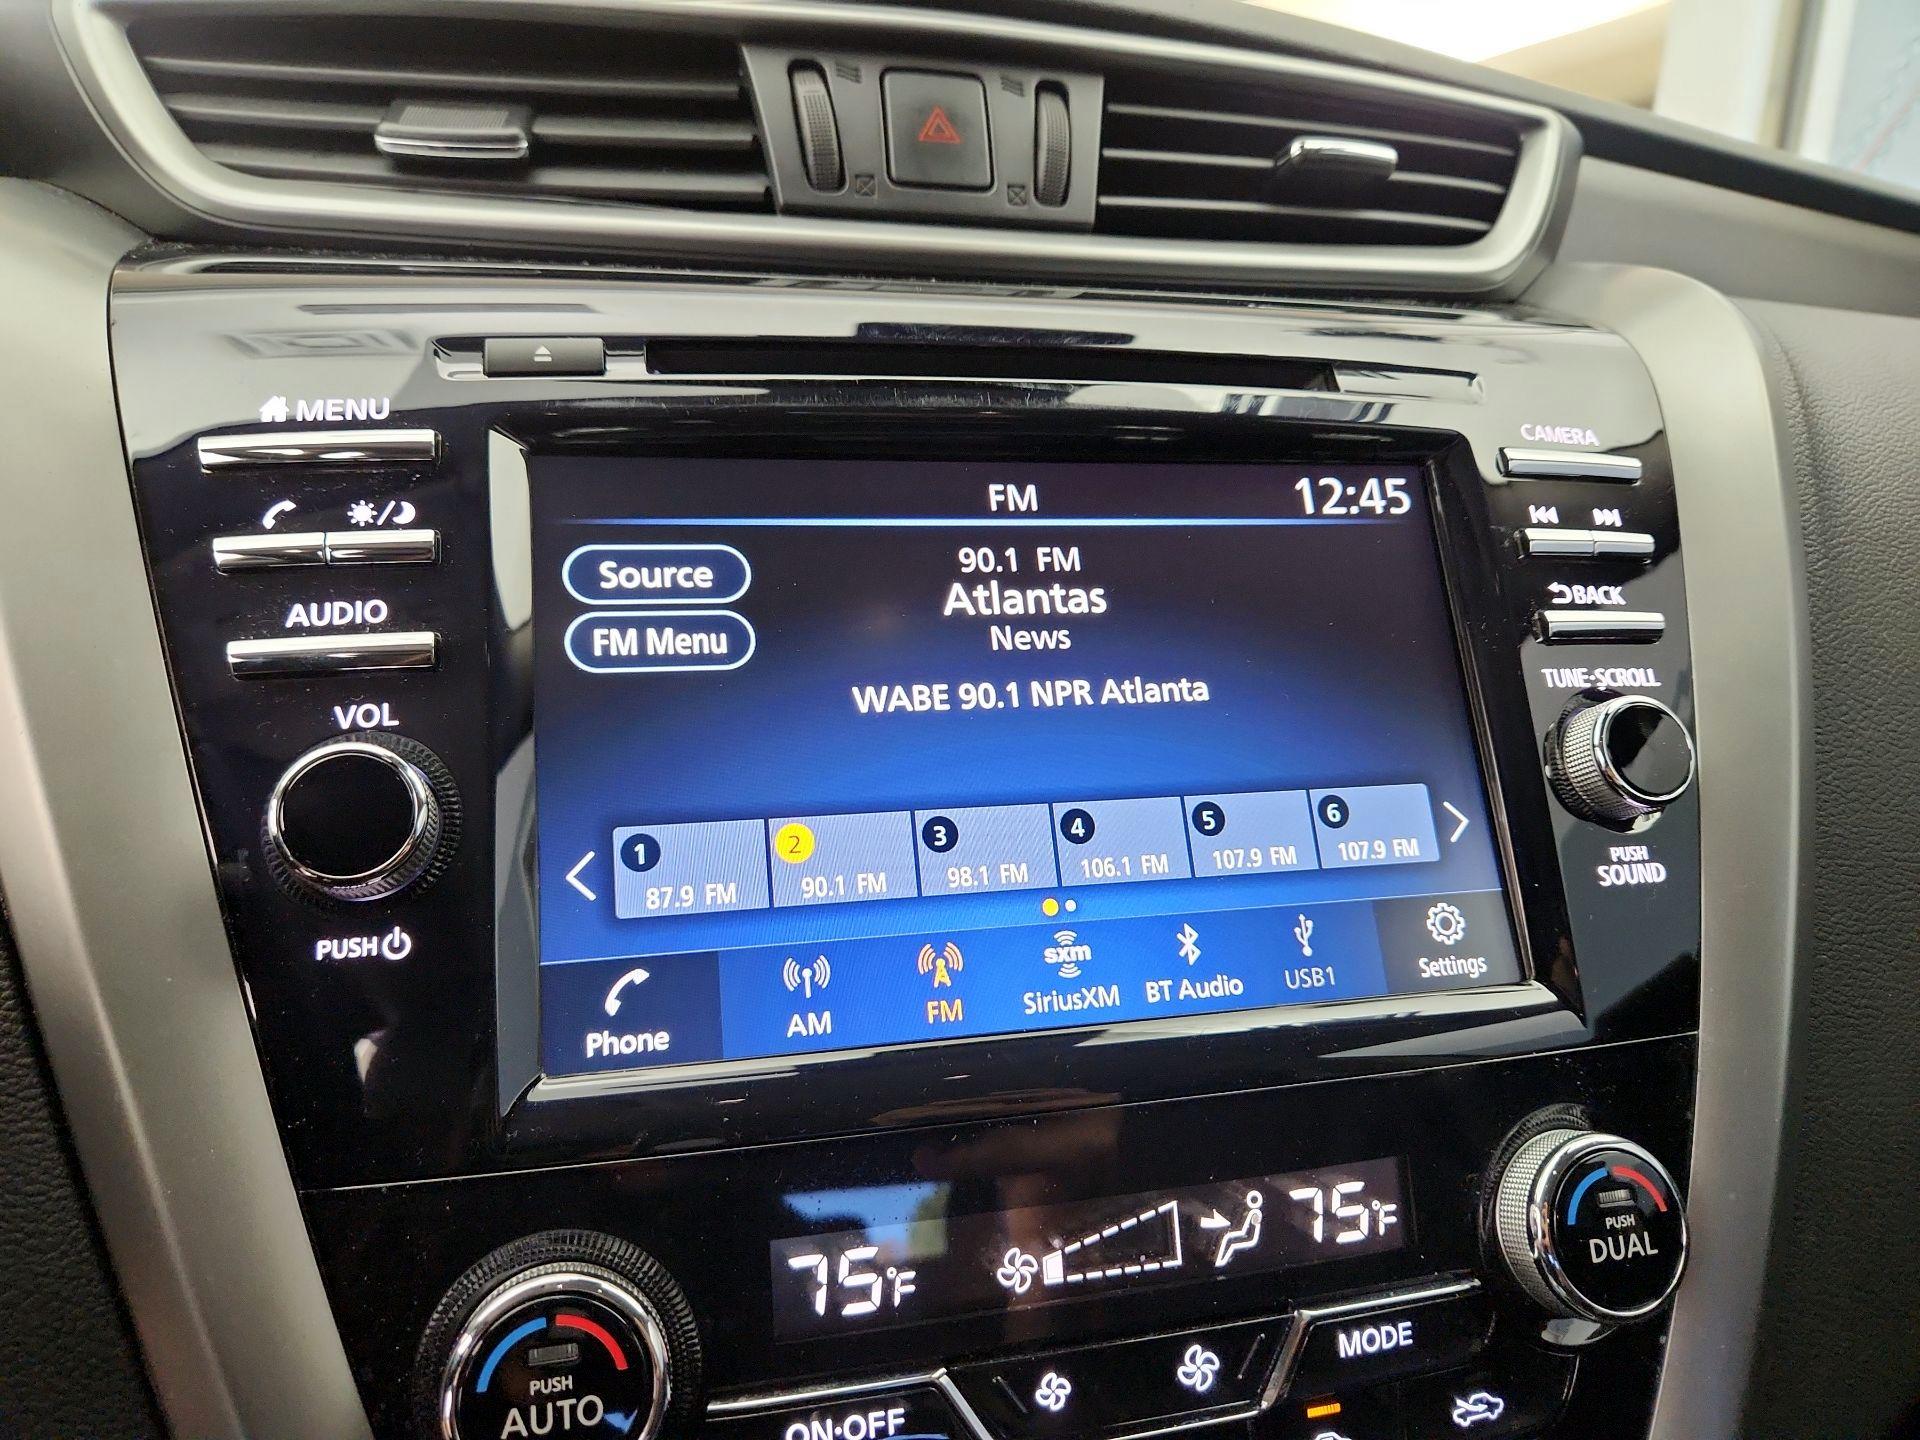 MENU
CAMERA
AUDIO
VOL
PUSH
FM 12:45
Source
90.1 FM
Atlantas
FM Menu
News
WABE 90.1 NPR Atlanta
1 2 3 4 5 6
87.9 FM 90.1 FM 98.1 FM 106.1 FM 107.9 FM 107.9 FM
Phone
AM
FM
sxm
SiriusXM
BT Audio
USB1
Settings
BACK
TUNE·SCROLL
PUSH
SOUND
75°F
75°F
PUSH
DUAL
PUSH
AUTO
ON·OFF
MODE